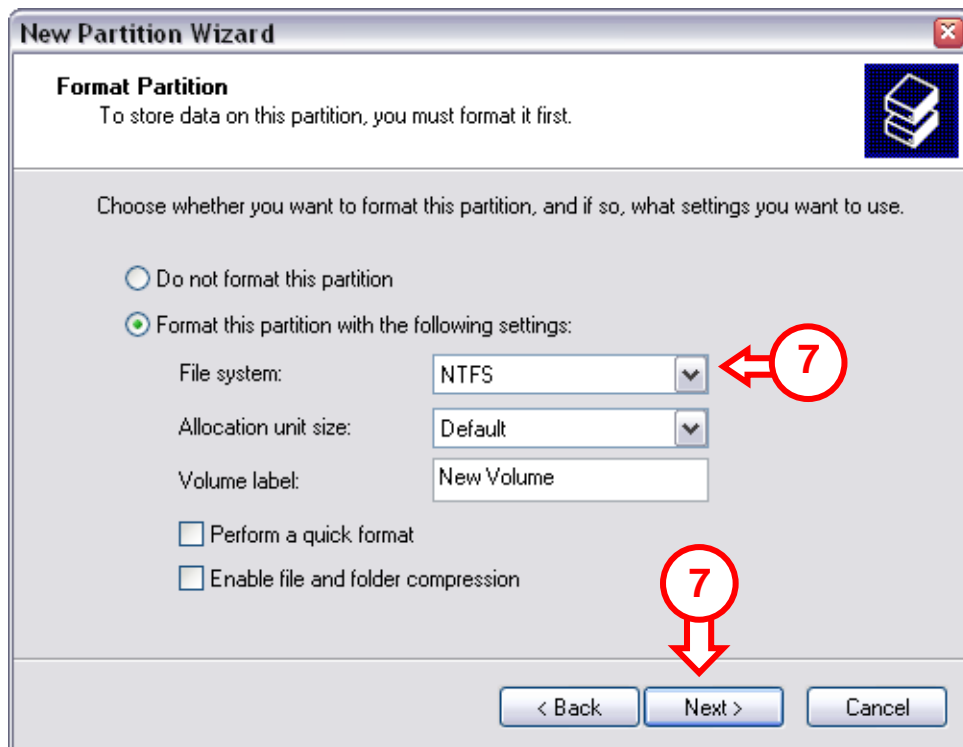 New Partition Wizard
Format Partition
To store data on this partition, you must format it first.
Choose whether you want to format this partition, and if so, what settings you want to use.
Do not format this partition
Format this partition with the following settings:
File system: NTFS 7
Allocation unit size: Default
Volume label: New Volume
Perform a quick format
Enable file and folder compression
7
< Back Next > Cancel